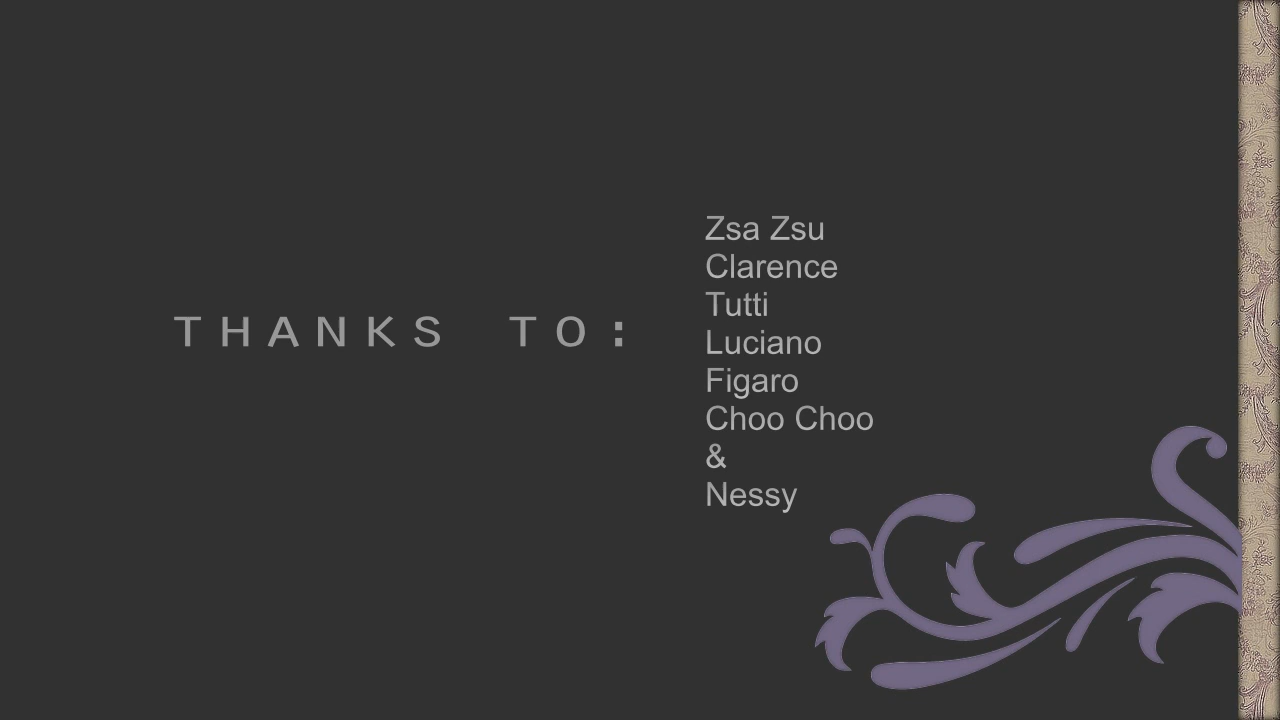 THANKS TO:
Zsa Zsu
Clarence
Tutti
Luciano
Figaro
Choo Choo
&
Nessy